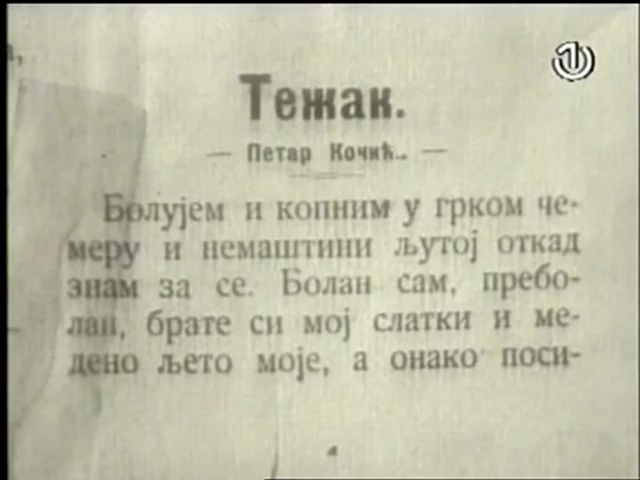 Тежак.
— Петар Кочић. —
Болујем и копним у грком че-
меру и немаштини љутој откад
знам за се. Болан сам, пребо-
лан, брате си мој слатки и ме-
дено љето моје, а онако поси-